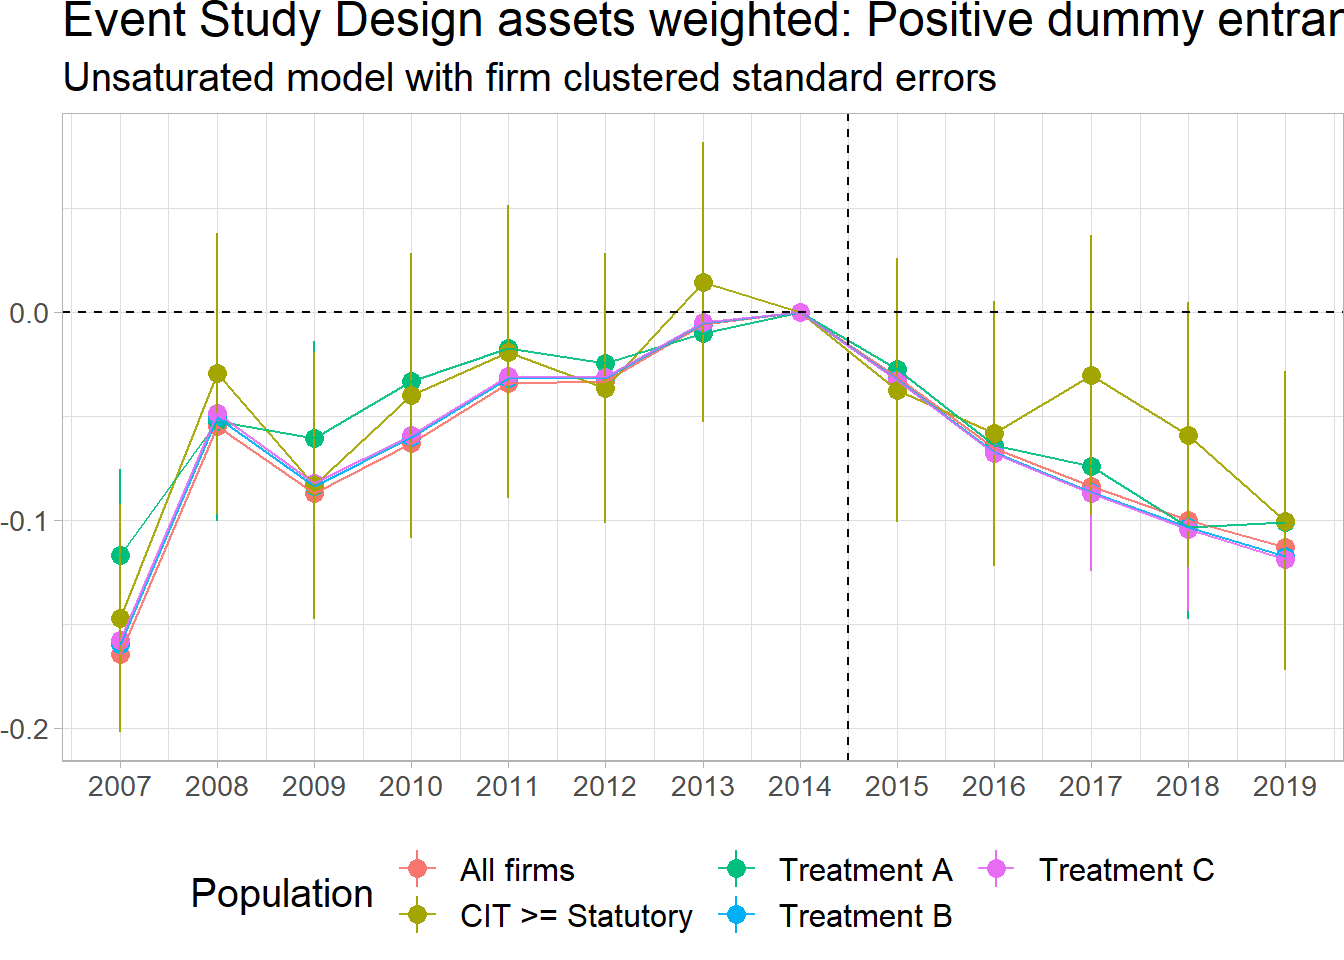 Event Study Design assets weighted: Positive dummy
Unsaturated model with firm clustered standard errors
0.0
-0.1
-0.2
2007 2008 2009 2010 2011 2012 2013 2014 2015 2016 2017 2018 2019
Population
All firms
CIT >= Statutory
Treatment A
Treatment B
Treatment C